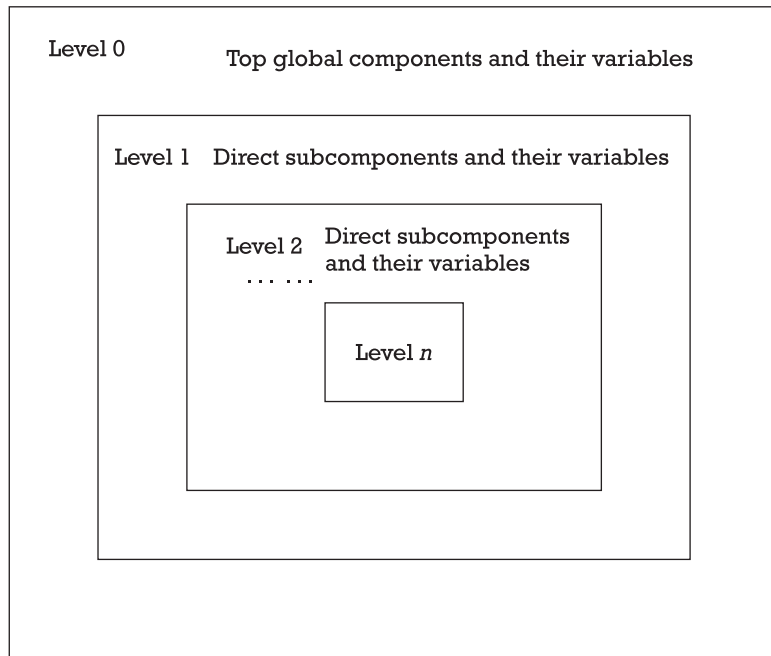 Level 0
Top global components and their variables
Level 1 Direct subcomponents and their variables
Level 2
Direct subcomponents
and their variables
... ...
Level n